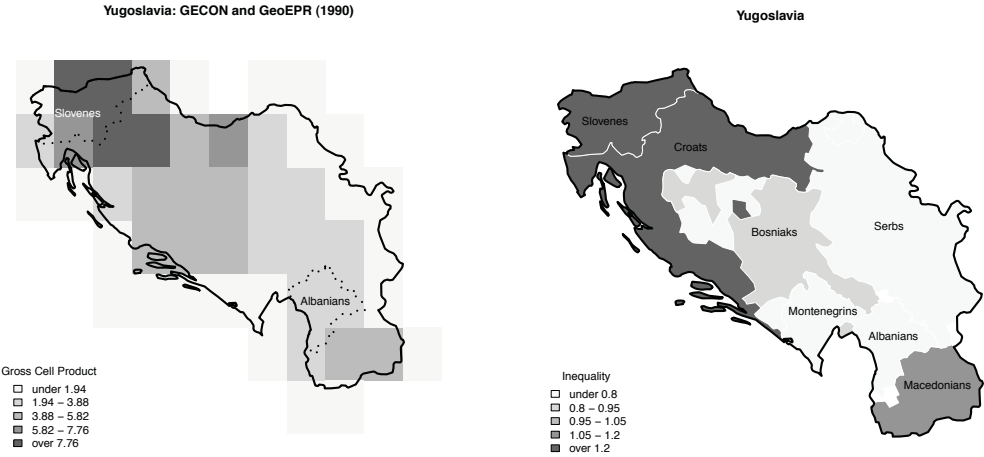 Yugoslavia: GECON and GeoEPR (1990)
Slovenes
Albanians
Gross Cell Product
under 1.94
1.94 − 3.88
3.88 − 5.82
5.82 − 7.76
over 7.76
Yugoslavia
Slovenes
Croats
Serbs
Bosniaks
Montenegrins
Albanians
Macedonians
Inequality
under 0.8
0.8 − 0.95
0.95 − 1.05
1.05 − 1.2
over 1.2